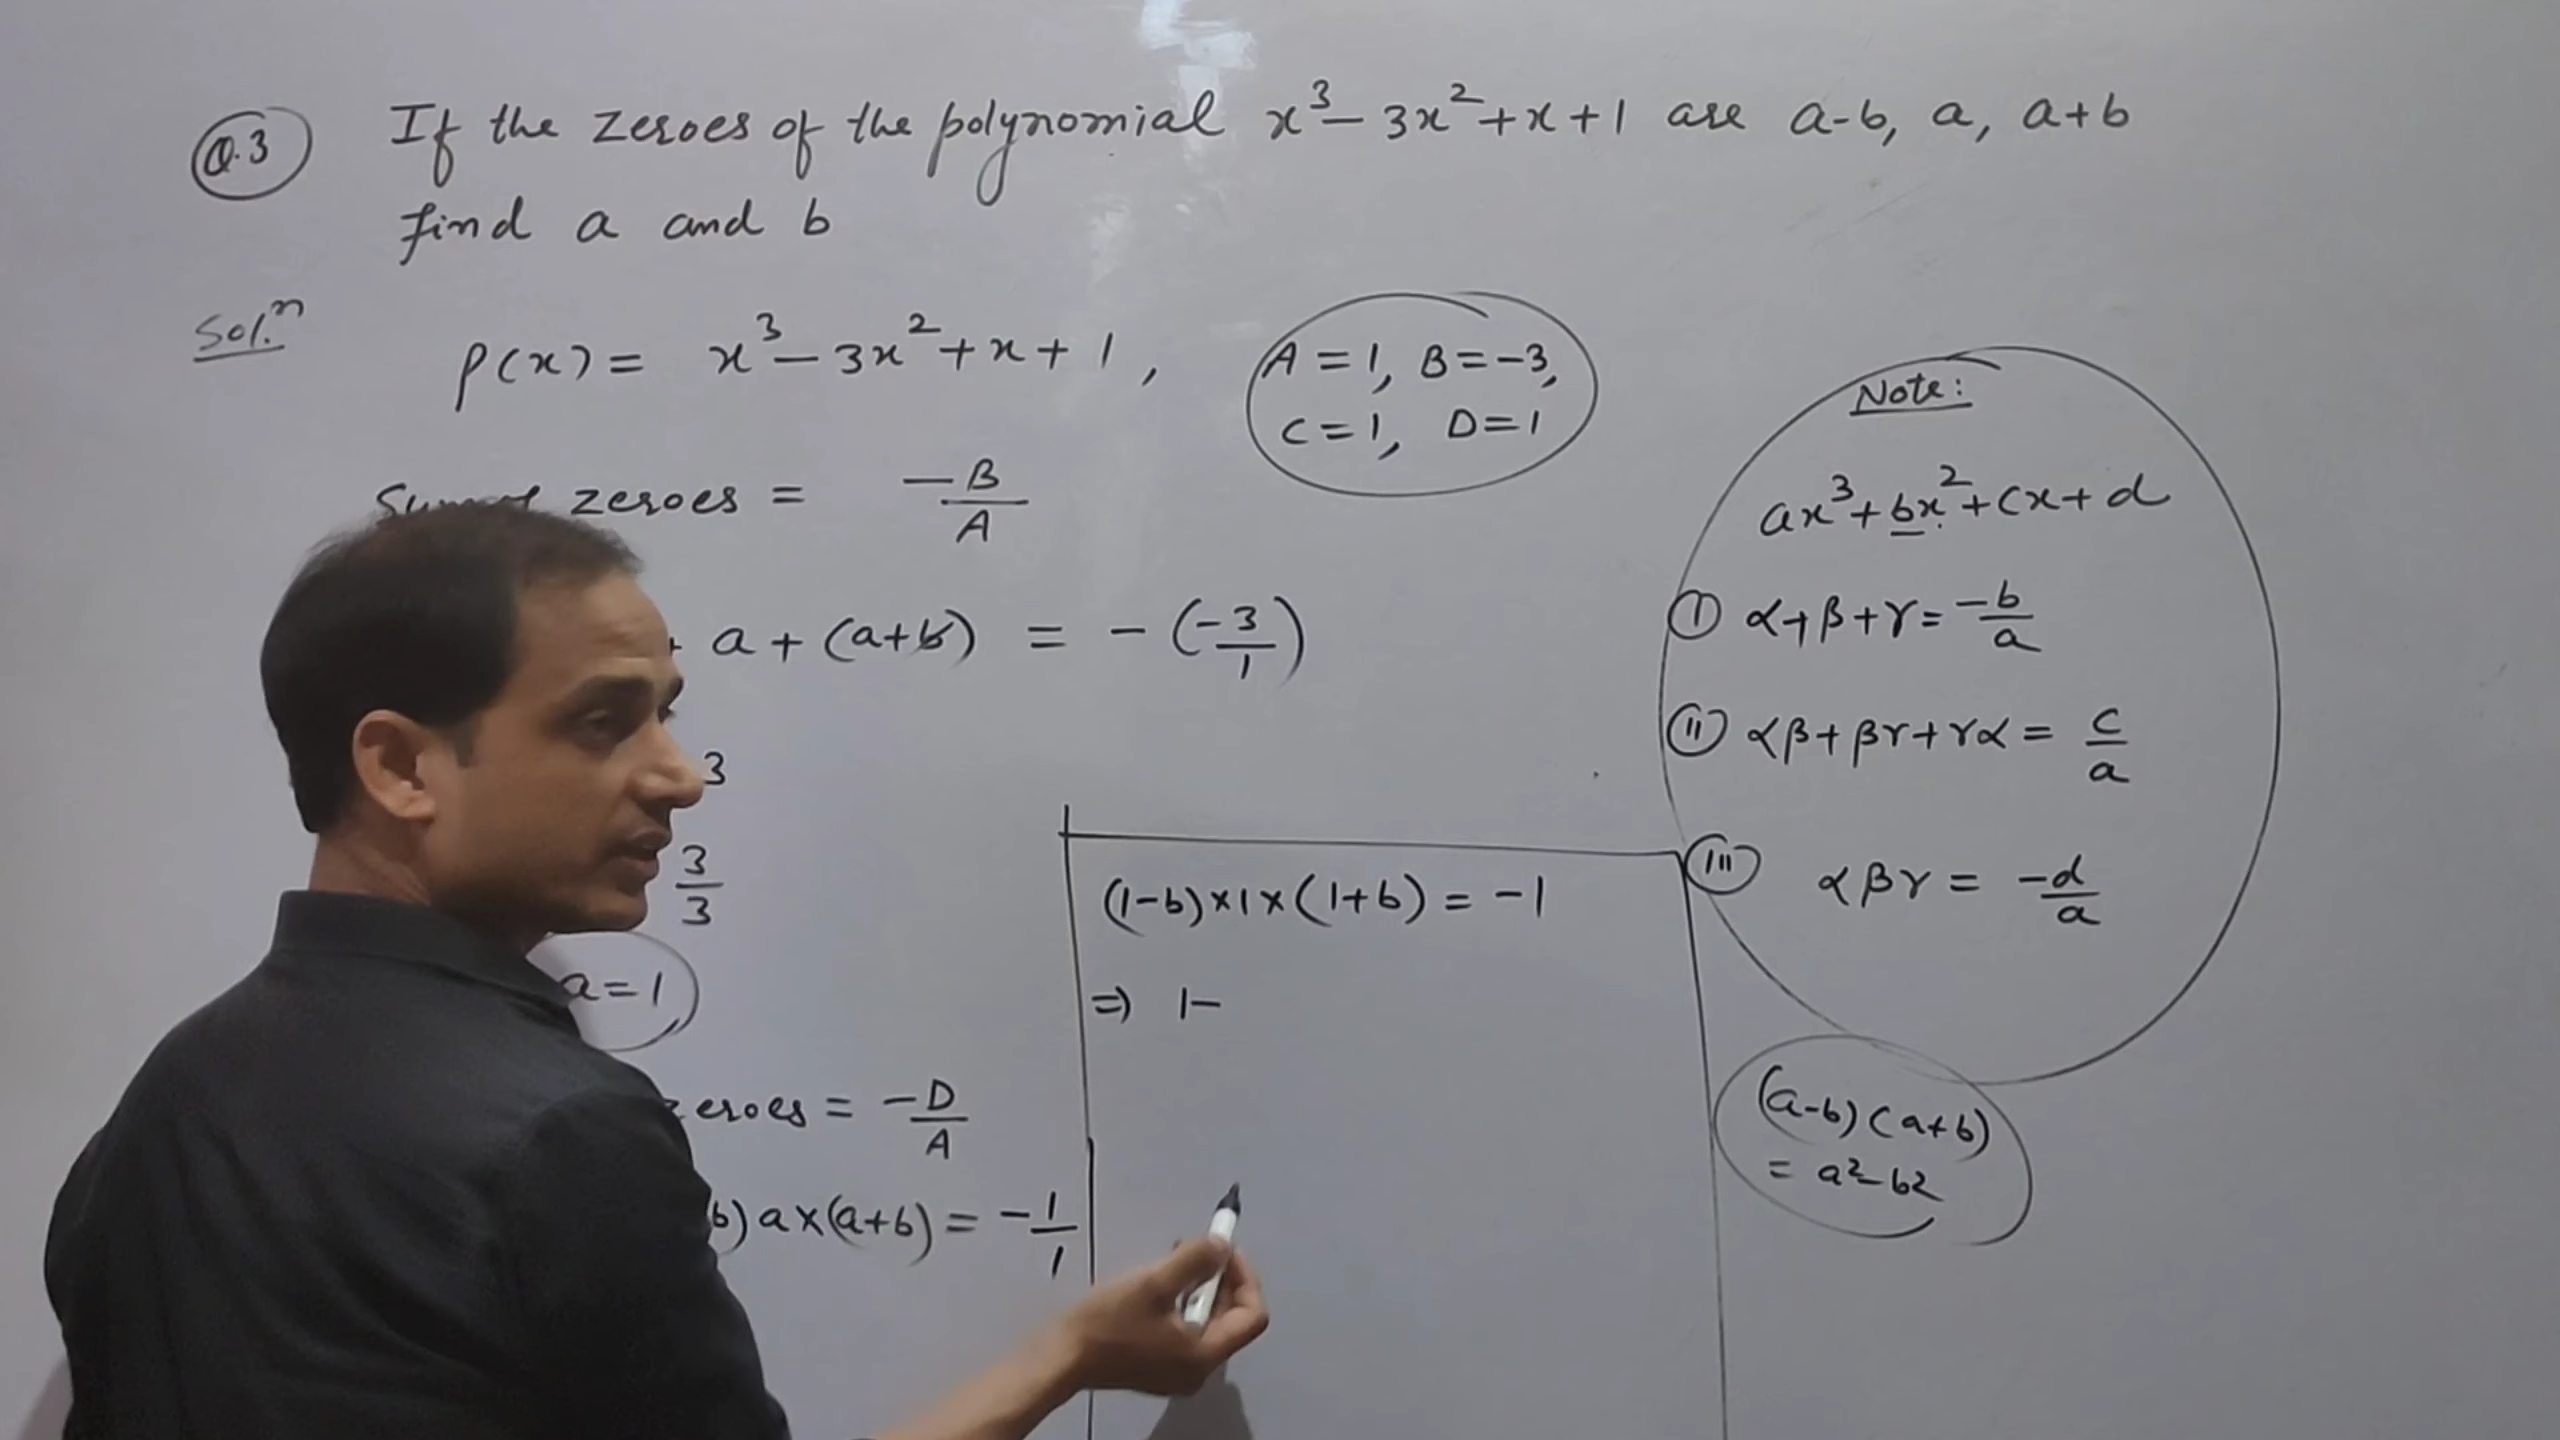 Q.3 If the zeroes of the polynomial x³-3x²+x+1 are a-b, a, a+b
find a and b
Sol.ⁿ
p(x) = x³-3x²+x+1,
A=1, B=-3,
C=1, D=1
zeroes = -B/A
+ a + (a+b) = -(-3/1)
3
3/3
a=1
zeroes = -D/A
b) a×(a+b) = -1/1
(1-b)×1×(1+b) = -1
⇒ 1-
Note:
ax³+bx²+cx+d
(I) α+β+γ = -b/a
(II) αβ+βγ+γα = c/a
(III) αβγ = -d/a
(a-b)(a+b)
= a²-b²